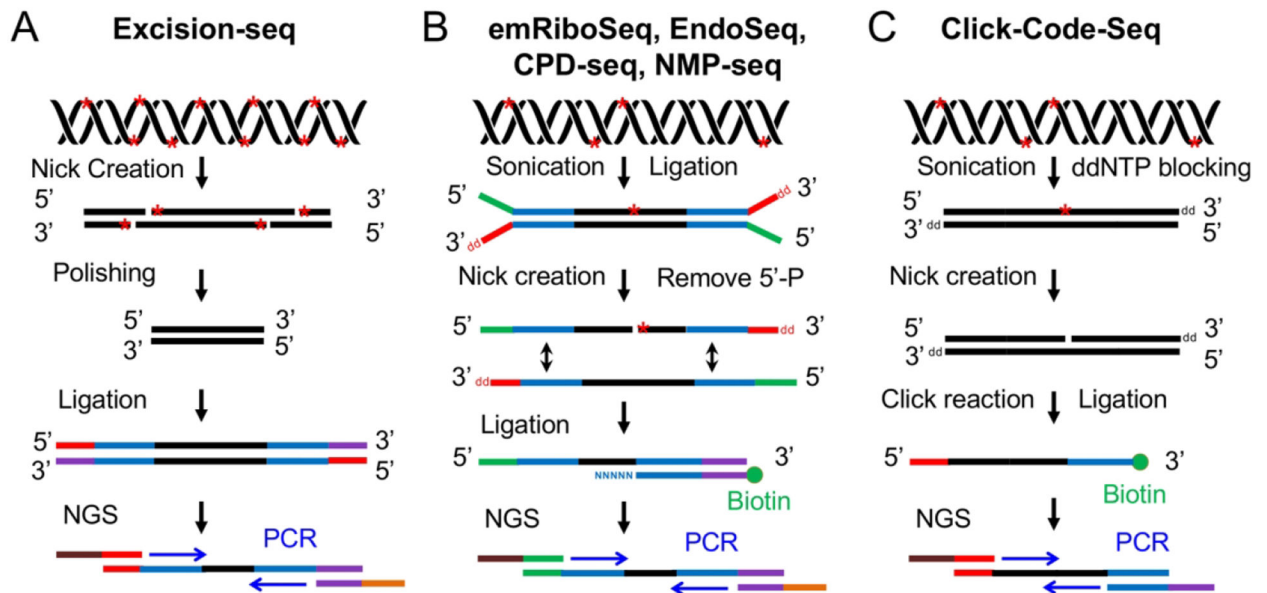 A
Excision-seq
Nick Creation
5’
3’
3’
5’
Polishing
5’
3’
3’
5’
Ligation
5’
3’
3’
5’
NGS
PCR
B
emRiboSeq, EndoSeq,
CPD-seq, NMP-seq
Sonication
Ligation
5’
dd
3’
3’
dd
5’
Nick creation
Remove 5’-P
5’
dd
3’
3’
dd
5’
Ligation
5’
3’
NNNNN
Biotin
NGS
PCR
C
Click-Code-Seq
Sonication
ddNTP blocking
dd
3’
3’
dd
5’
Nick creation
5’
dd
3’
3’
dd
5’
Click reaction
Ligation
5’
3’
Biotin
NGS
PCR